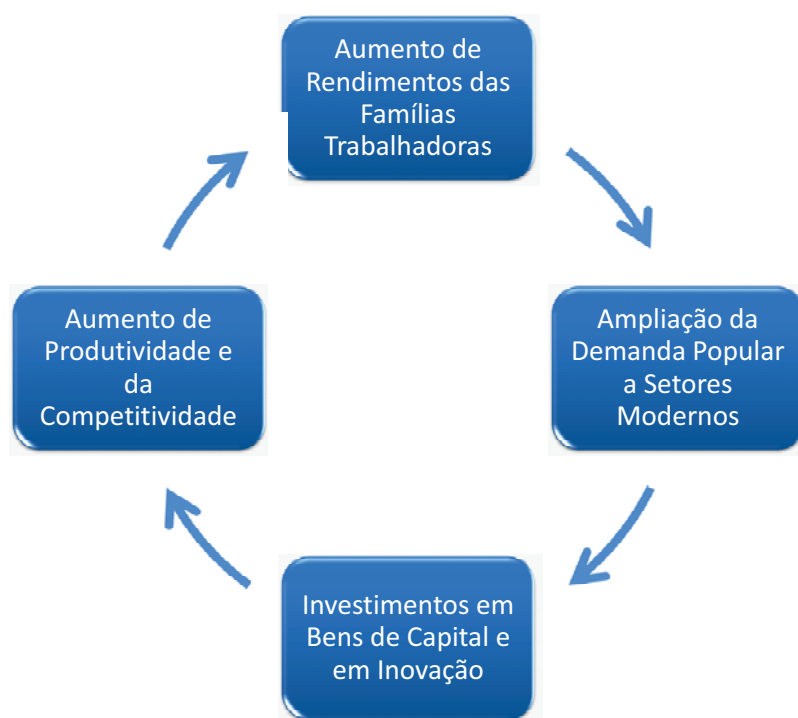 Aumento de
Rendimentos das
Famílias
Trabalhadoras
Ampliação da
Demanda Popular
a Setores
Modernos
Investimentos em
Bens de Capital e
em Inovação
Aumento de
Produtividade e
da
Competitividade